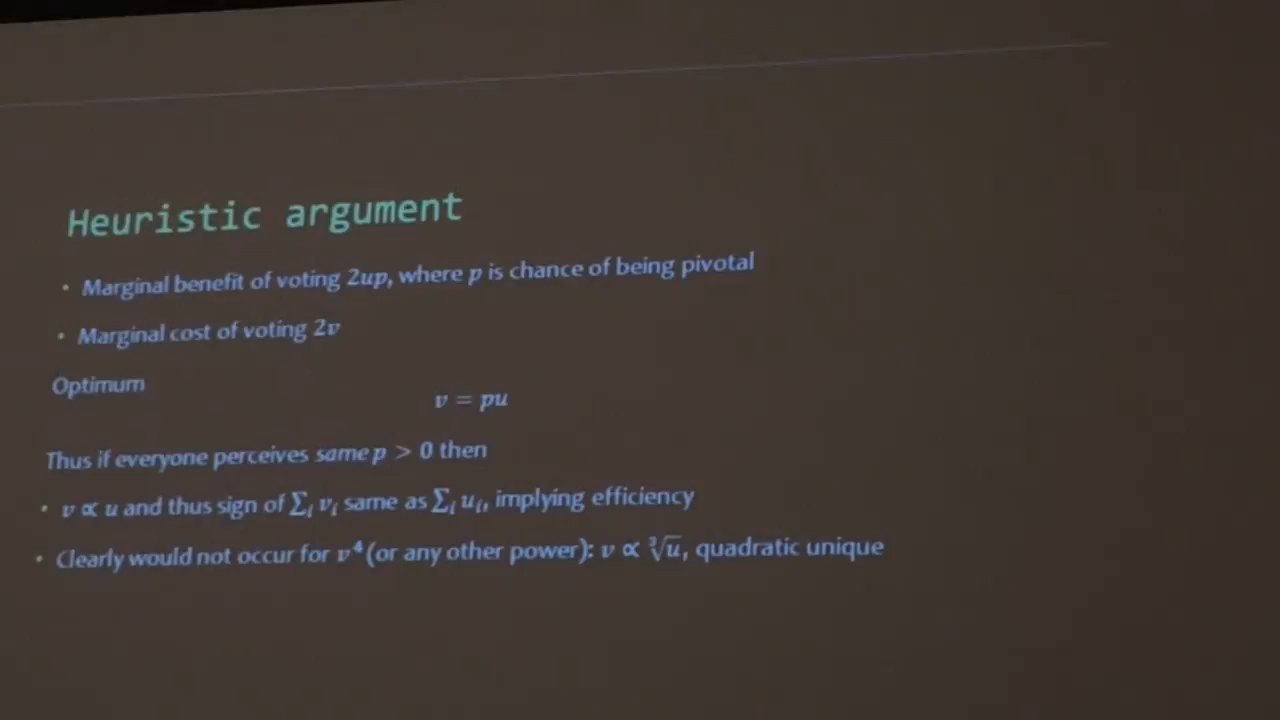 Heuristic argument
• Marginal benefit of voting 2up, where p is chance of being pivotal
• Marginal cost of voting 2v
Optimum
v = pu
Thus if everyone perceives same p > 0 then
• v ∝ u and thus sign of ∑ᵢ vᵢ same as ∑ᵢ uᵢ, implying efficiency
• Clearly would not occur for v⁴ (or any other power): v ∝ ∛u, quadratic unique